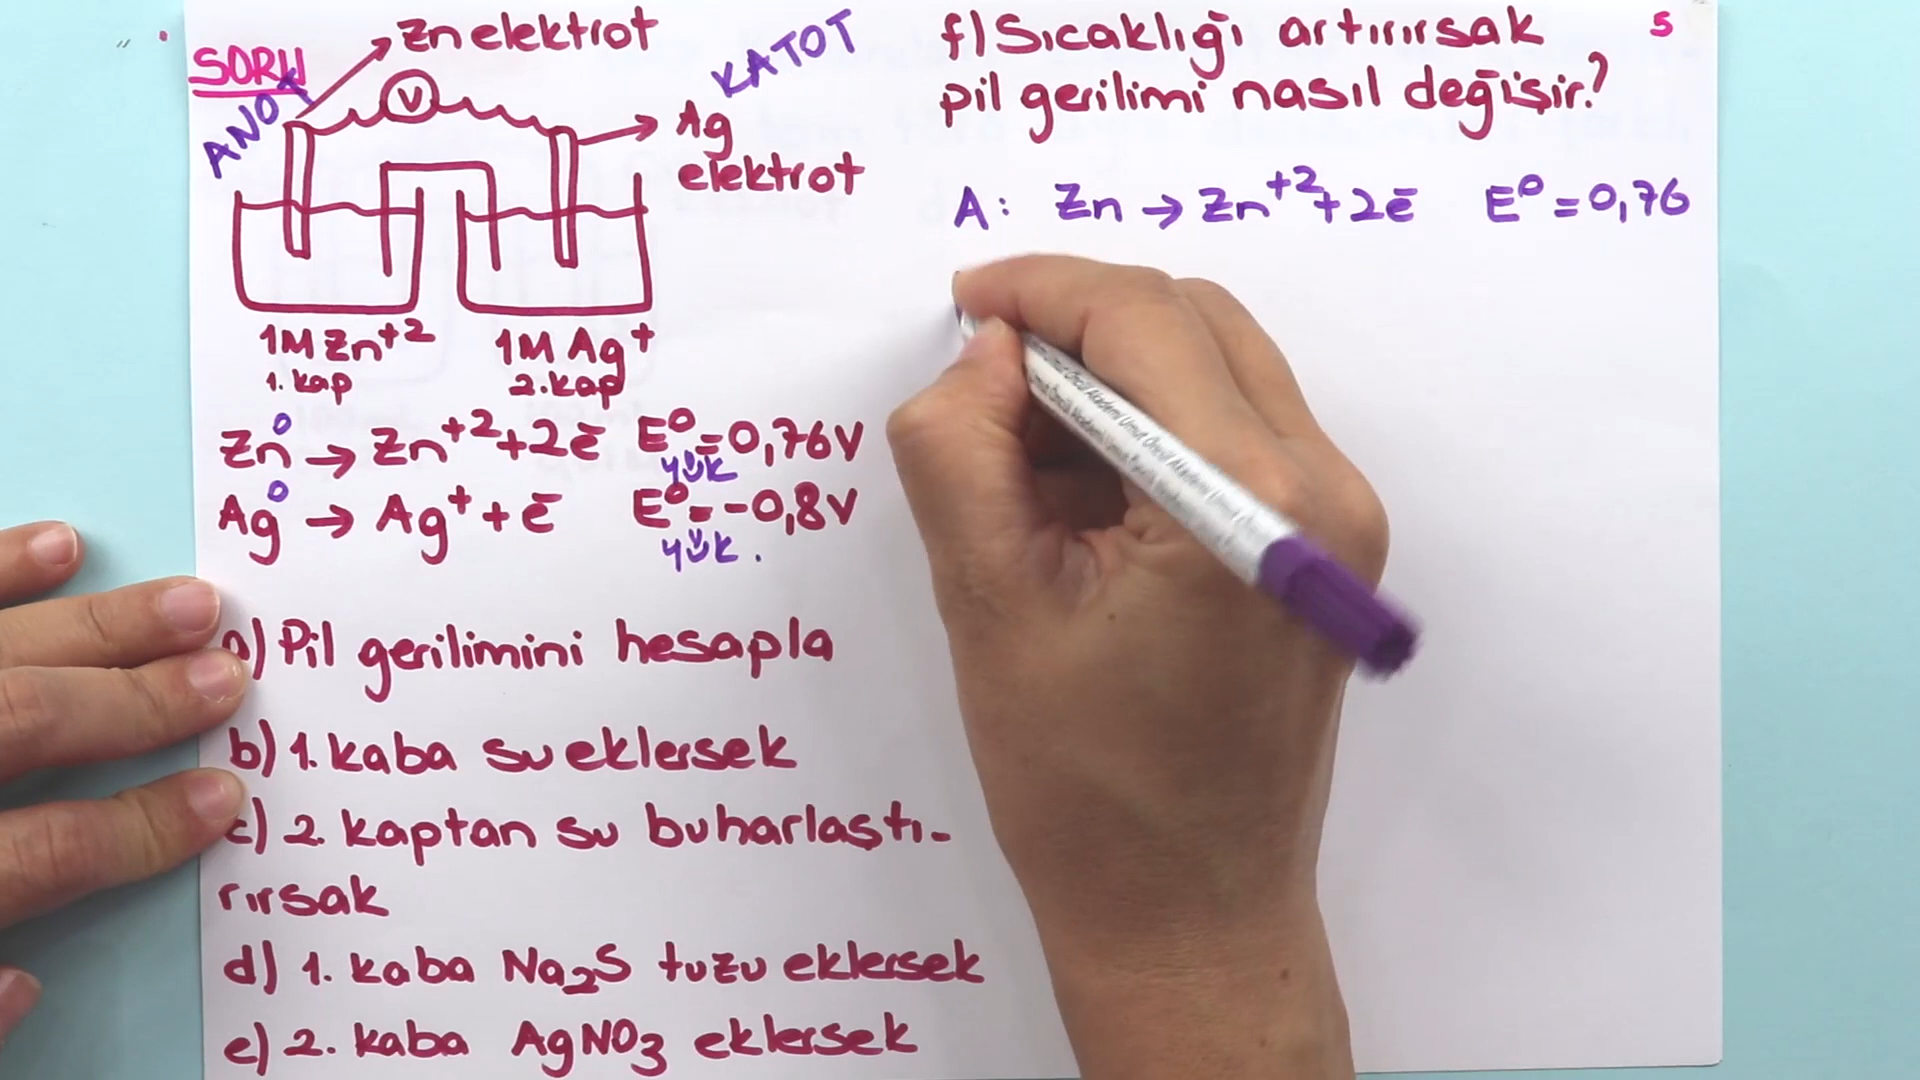 SORU
ANOT
Zn elektrot
V
KATOT
Ag
elektrot
1M Zn⁺²
1. kap
1M Ag⁺
2. kap
Zn⁰ → Zn⁺² + 2ē E⁰ = 0,76V
yük
Ag⁰ → Ag⁺ + ē E⁰ = -0,8V
yük.
a) Pil gerilimini hesapla
b) 1. kaba su eklersek
c) 2. kaptan su buharlaştı-
rırsak
d) 1. kaba Na₂S tuzu eklersek
e) 2. kaba AgNO₃ eklersek
f) Sıcaklığı artırırsak
pil gerilimi nasıl değişir?
5
A: Zn → Zn⁺² + 2ē E⁰ = 0,76